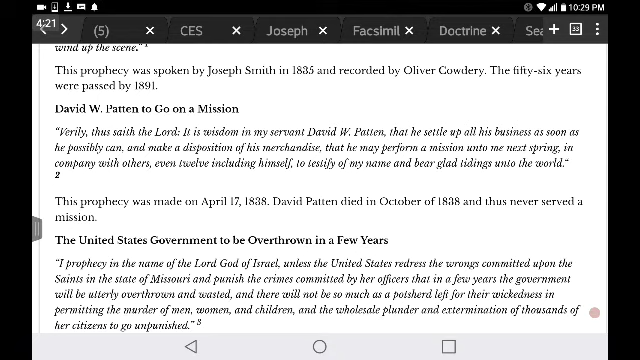 10:29 PM
4:21
(5)
CES
Joseph
Facsimil
Doctrine
Sea
33
wind up the scene." 1
This prophecy was spoken by Joseph Smith in 1835 and recorded by Oliver Cowdery. The fifty-six years
were passed by 1891.
David W. Patten to Go on a Mission
"Verily, thus saith the Lord: It is wisdom in my servant David W. Patten, that he settle up all his business as soon as
he possibly can, and make a disposition of his merchandise, that he may perform a mission unto me next spring, in
company with others, even twelve including himself, to testify of my name and bear glad tidings unto the world."
2
This prophecy was made on April 17, 1838. David Patten died in October of 1838 and thus never served a
mission.
The United States Government to be Overthrown in a Few Years
"I prophecy in the name of the Lord God of Israel, unless the United States redress the wrongs committed upon the
Saints in the state of Missouri and punish the crimes committed by her officers that in a few years the government
will be utterly overthrown and wasted, and there will not be so much as a potsherd left for their wickedness in
permitting the murder of men, women, and children, and the wholesale plunder and extermination of thousands of
her citizens to go unpunished." 3